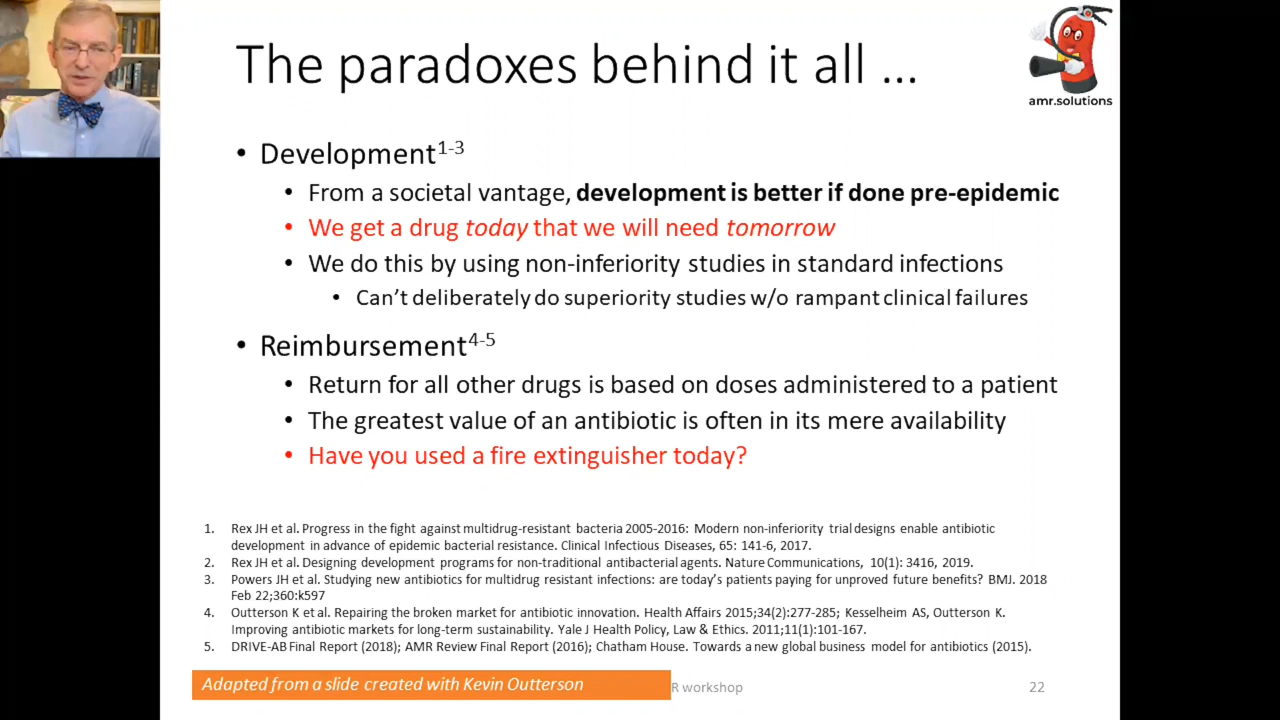 The paradoxes behind it all ...
amr.solutions
• Development1-3
• From a societal vantage, development is better if done pre-epidemic
• We get a drug today that we will need tomorrow
• We do this by using non-inferiority studies in standard infections
• Can't deliberately do superiority studies w/o rampant clinical failures
• Reimbursement4-5
• Return for all other drugs is based on doses administered to a patient
• The greatest value of an antibiotic is often in its mere availability
• Have you used a fire extinguisher today?
1. Rex JH et al. Progress in the fight against multidrug-resistant bacteria 2005-2016: Modern non-inferiority trial designs enable antibiotic
development in advance of epidemic bacterial resistance. Clinical Infectious Diseases, 65: 141-6, 2017.
2. Rex JH et al. Designing development programs for non-traditional antibacterial agents. Nature Communications, 10(1): 3416, 2019.
3. Powers JH et al. Studying new antibiotics for multidrug resistant infections: are today's patients paying for unproved future benefits? BMJ. 2018
Feb 22;360:k597
4. Outterson K et al. Repairing the broken market for antibiotic innovation. Health Affairs 2015;34(2):277-285; Kesselheim AS, Outterson K.
Improving antibiotic markets for long-term sustainability. Yale J Health Policy, Law & Ethics. 2011;11(1):101-167.
5. DRIVE-AB Final Report (2018); AMR Review Final Report (2016); Chatham House. Towards a new global business model for antibiotics (2015).
Adapted from a slide created with Kevin Outterson
R workshop
22